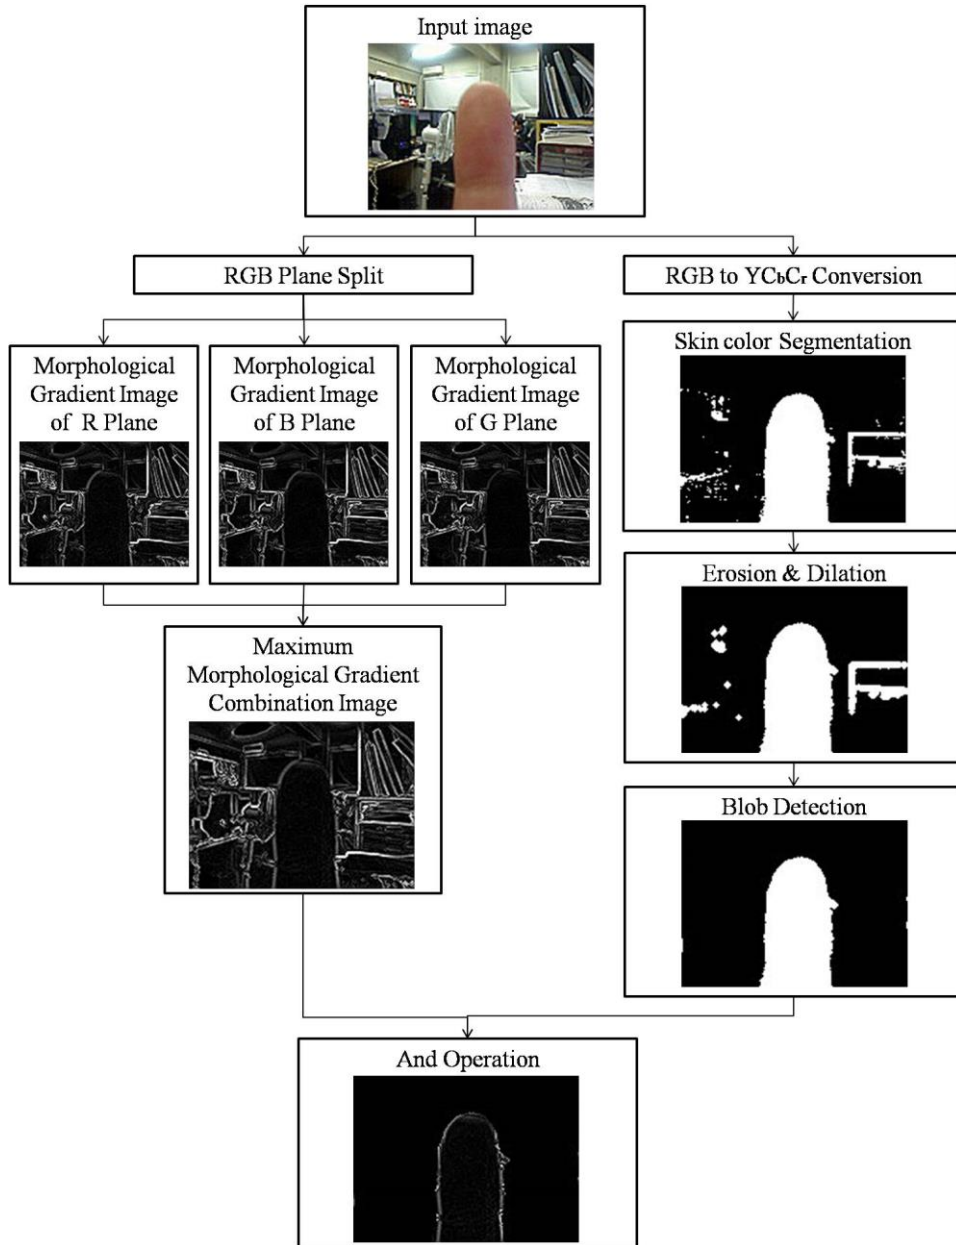 Input image
RGB Plane Split
RGB to YCbCr Conversion
Morphological
Gradient Image
of R Plane
Morphological
Gradient Image
of B Plane
Morphological
Gradient Image
of G Plane
Skin color Segmentation
Erosion & Dilation
Maximum
Morphological Gradient
Combination Image
Blob Detection
And Operation